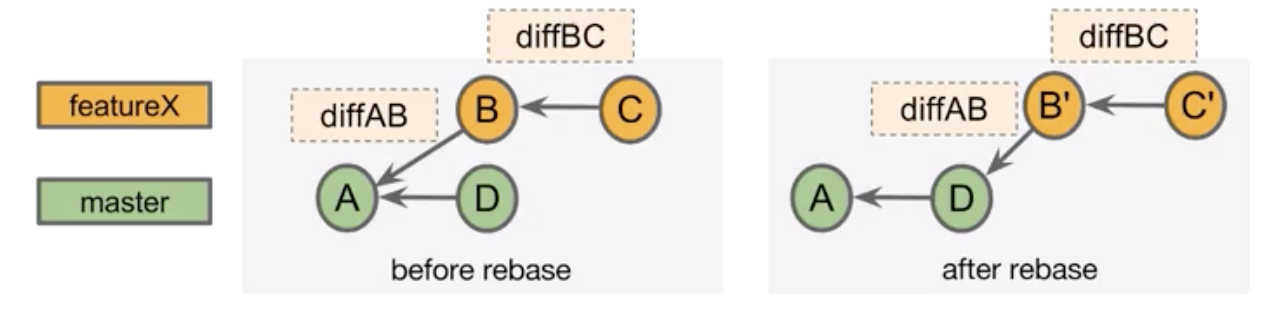 diffBC
diffBC
featureX
diffAB
B
C
diffAB
B'
C'
master
A
D
A
D
before rebase
after rebase